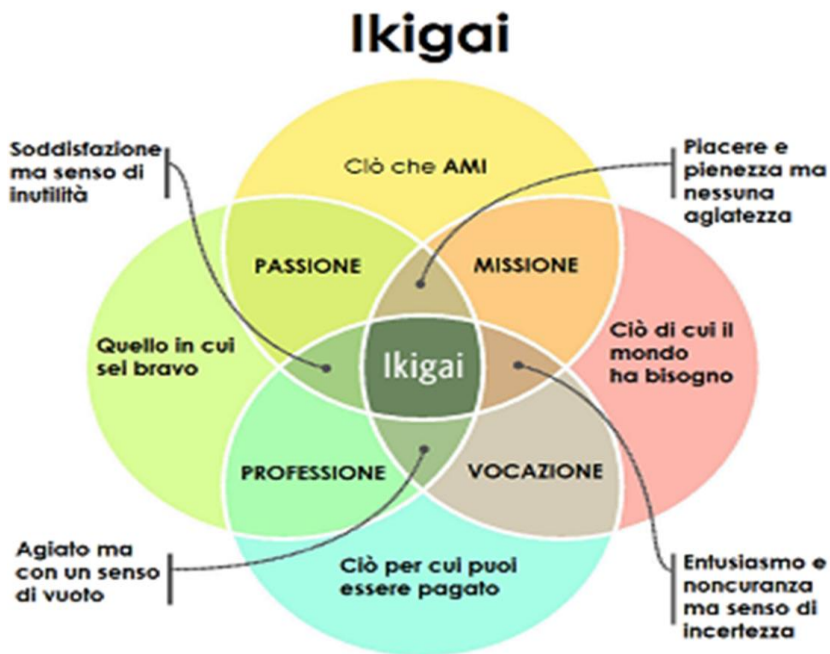 Ikigai
Soddisfazione
ma senso di
inutilità
Ciò che AMI
Piacere e
pienezza ma
nessuna
agiatezza
PASSIONE
MISSIONE
Quello in cui
sei bravo
Ikigai
Ciò di cui il
mondo
ha bisogno
PROFESSIONE
VOCAZIONE
Agiato ma
con un senso
di vuoto
Ciò per cui puoi
essere pagato
Entusiasmo e
noncuranza
ma senso di
incertezza